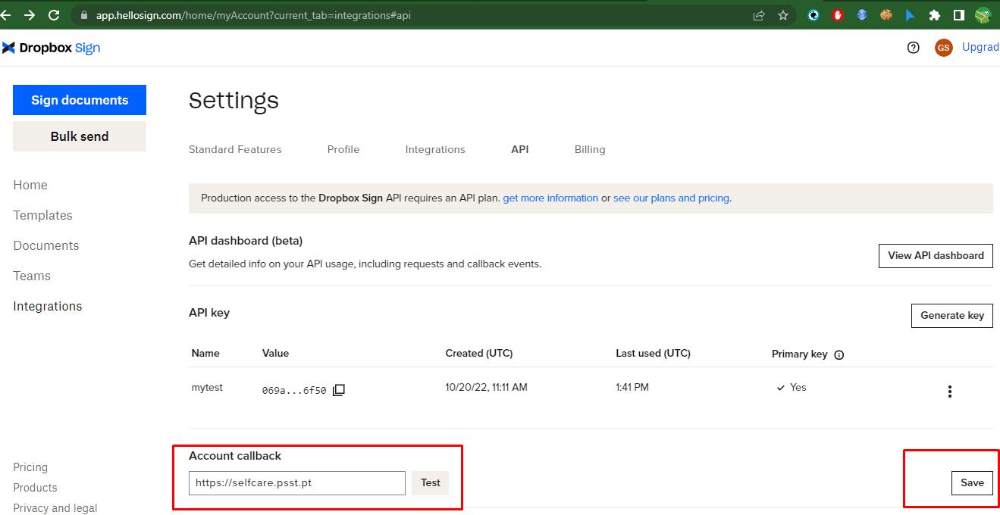 app.hellosign.com/home/myAccount?current_tab=integrations#api
Dropbox Sign
GS
Upgrad
Sign documents
Bulk send
Home
Templates
Documents
Teams
Integrations
Pricing
Products
Privacy and legal
Settings
Standard Features Profile Integrations API Billing
Production access to the Dropbox Sign API requires an API plan. get more information or see our plans and pricing.
API dashboard (beta)
Get detailed info on your API usage, including requests and callback events.
View API dashboard
API key
Generate key
Name Value Created (UTC) Last used (UTC) Primary key
mytest 069a...6f50 10/20/22, 11:11 AM 1:41 PM Yes
Account callback
https://selfcare.psst.pt Test Save